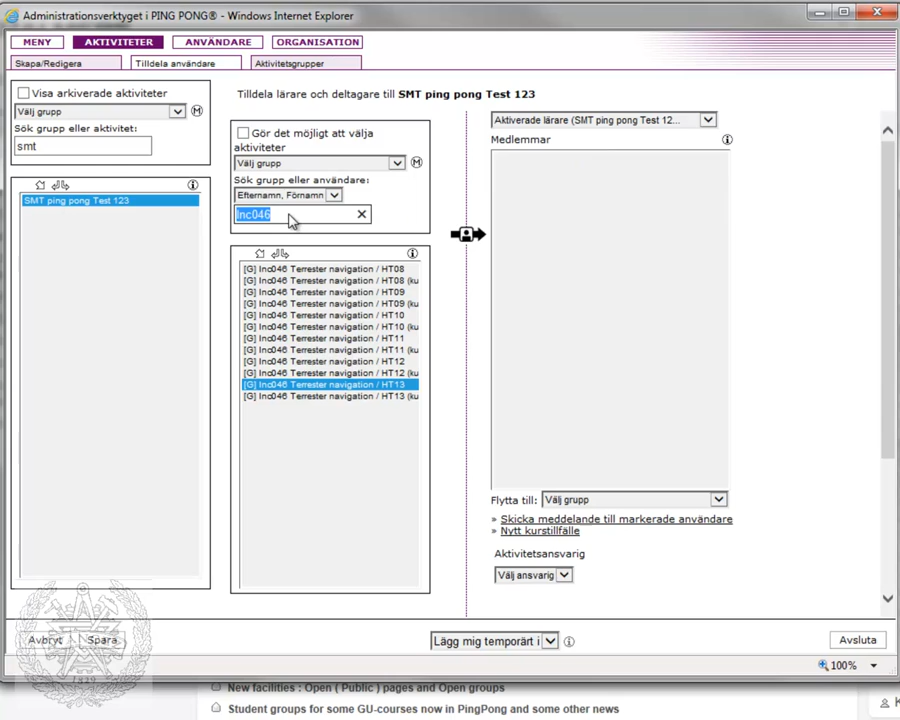 Administrationsverktyget i PING PONG® - Windows Internet Explorer
MENY AKTIVITETER ANVÄNDARE ORGANISATION
Skapa/Redigera Tilldela användare Aktivitetsgrupper
Visa arkiverade aktiviteter
Välj grupp M
Sök grupp eller aktivitet:
smt
SMT ping pong Test 123
Tilldela lärare och deltagare till SMT ping pong Test 123
Gör det möjligt att välja
aktiviteter
Välj grupp M
Sök grupp eller användare:
Efternamn, Förnamn
lnc046
[G] lnc046 Terrester navigation / HT08
[G] lnc046 Terrester navigation / HT08 (ku
[G] lnc046 Terrester navigation / HT09
[G] lnc046 Terrester navigation / HT09 (ku
[G] lnc046 Terrester navigation / HT10
[G] lnc046 Terrester navigation / HT10 (ku
[G] lnc046 Terrester navigation / HT11
[G] lnc046 Terrester navigation / HT11 (ku
[G] lnc046 Terrester navigation / HT12
[G] lnc046 Terrester navigation / HT12 (ku
[G] lnc046 Terrester navigation / HT13
[G] lnc046 Terrester navigation / HT13 (ku
Aktiverade lärare (SMT ping pong Test 12...
Medlemmar
Flytta till: Välj grupp
» Skicka meddelande till markerade användare
» Nytt kurstillfälle
Aktivitetsansvarig
Välj ansvarig
Avbryt Spara
Lägg mig temporärt i
Avsluta
100%
1829
New facilities : Open ( Public ) pages and Open groups
Student groups for some GU-courses now in PingPong and some other news